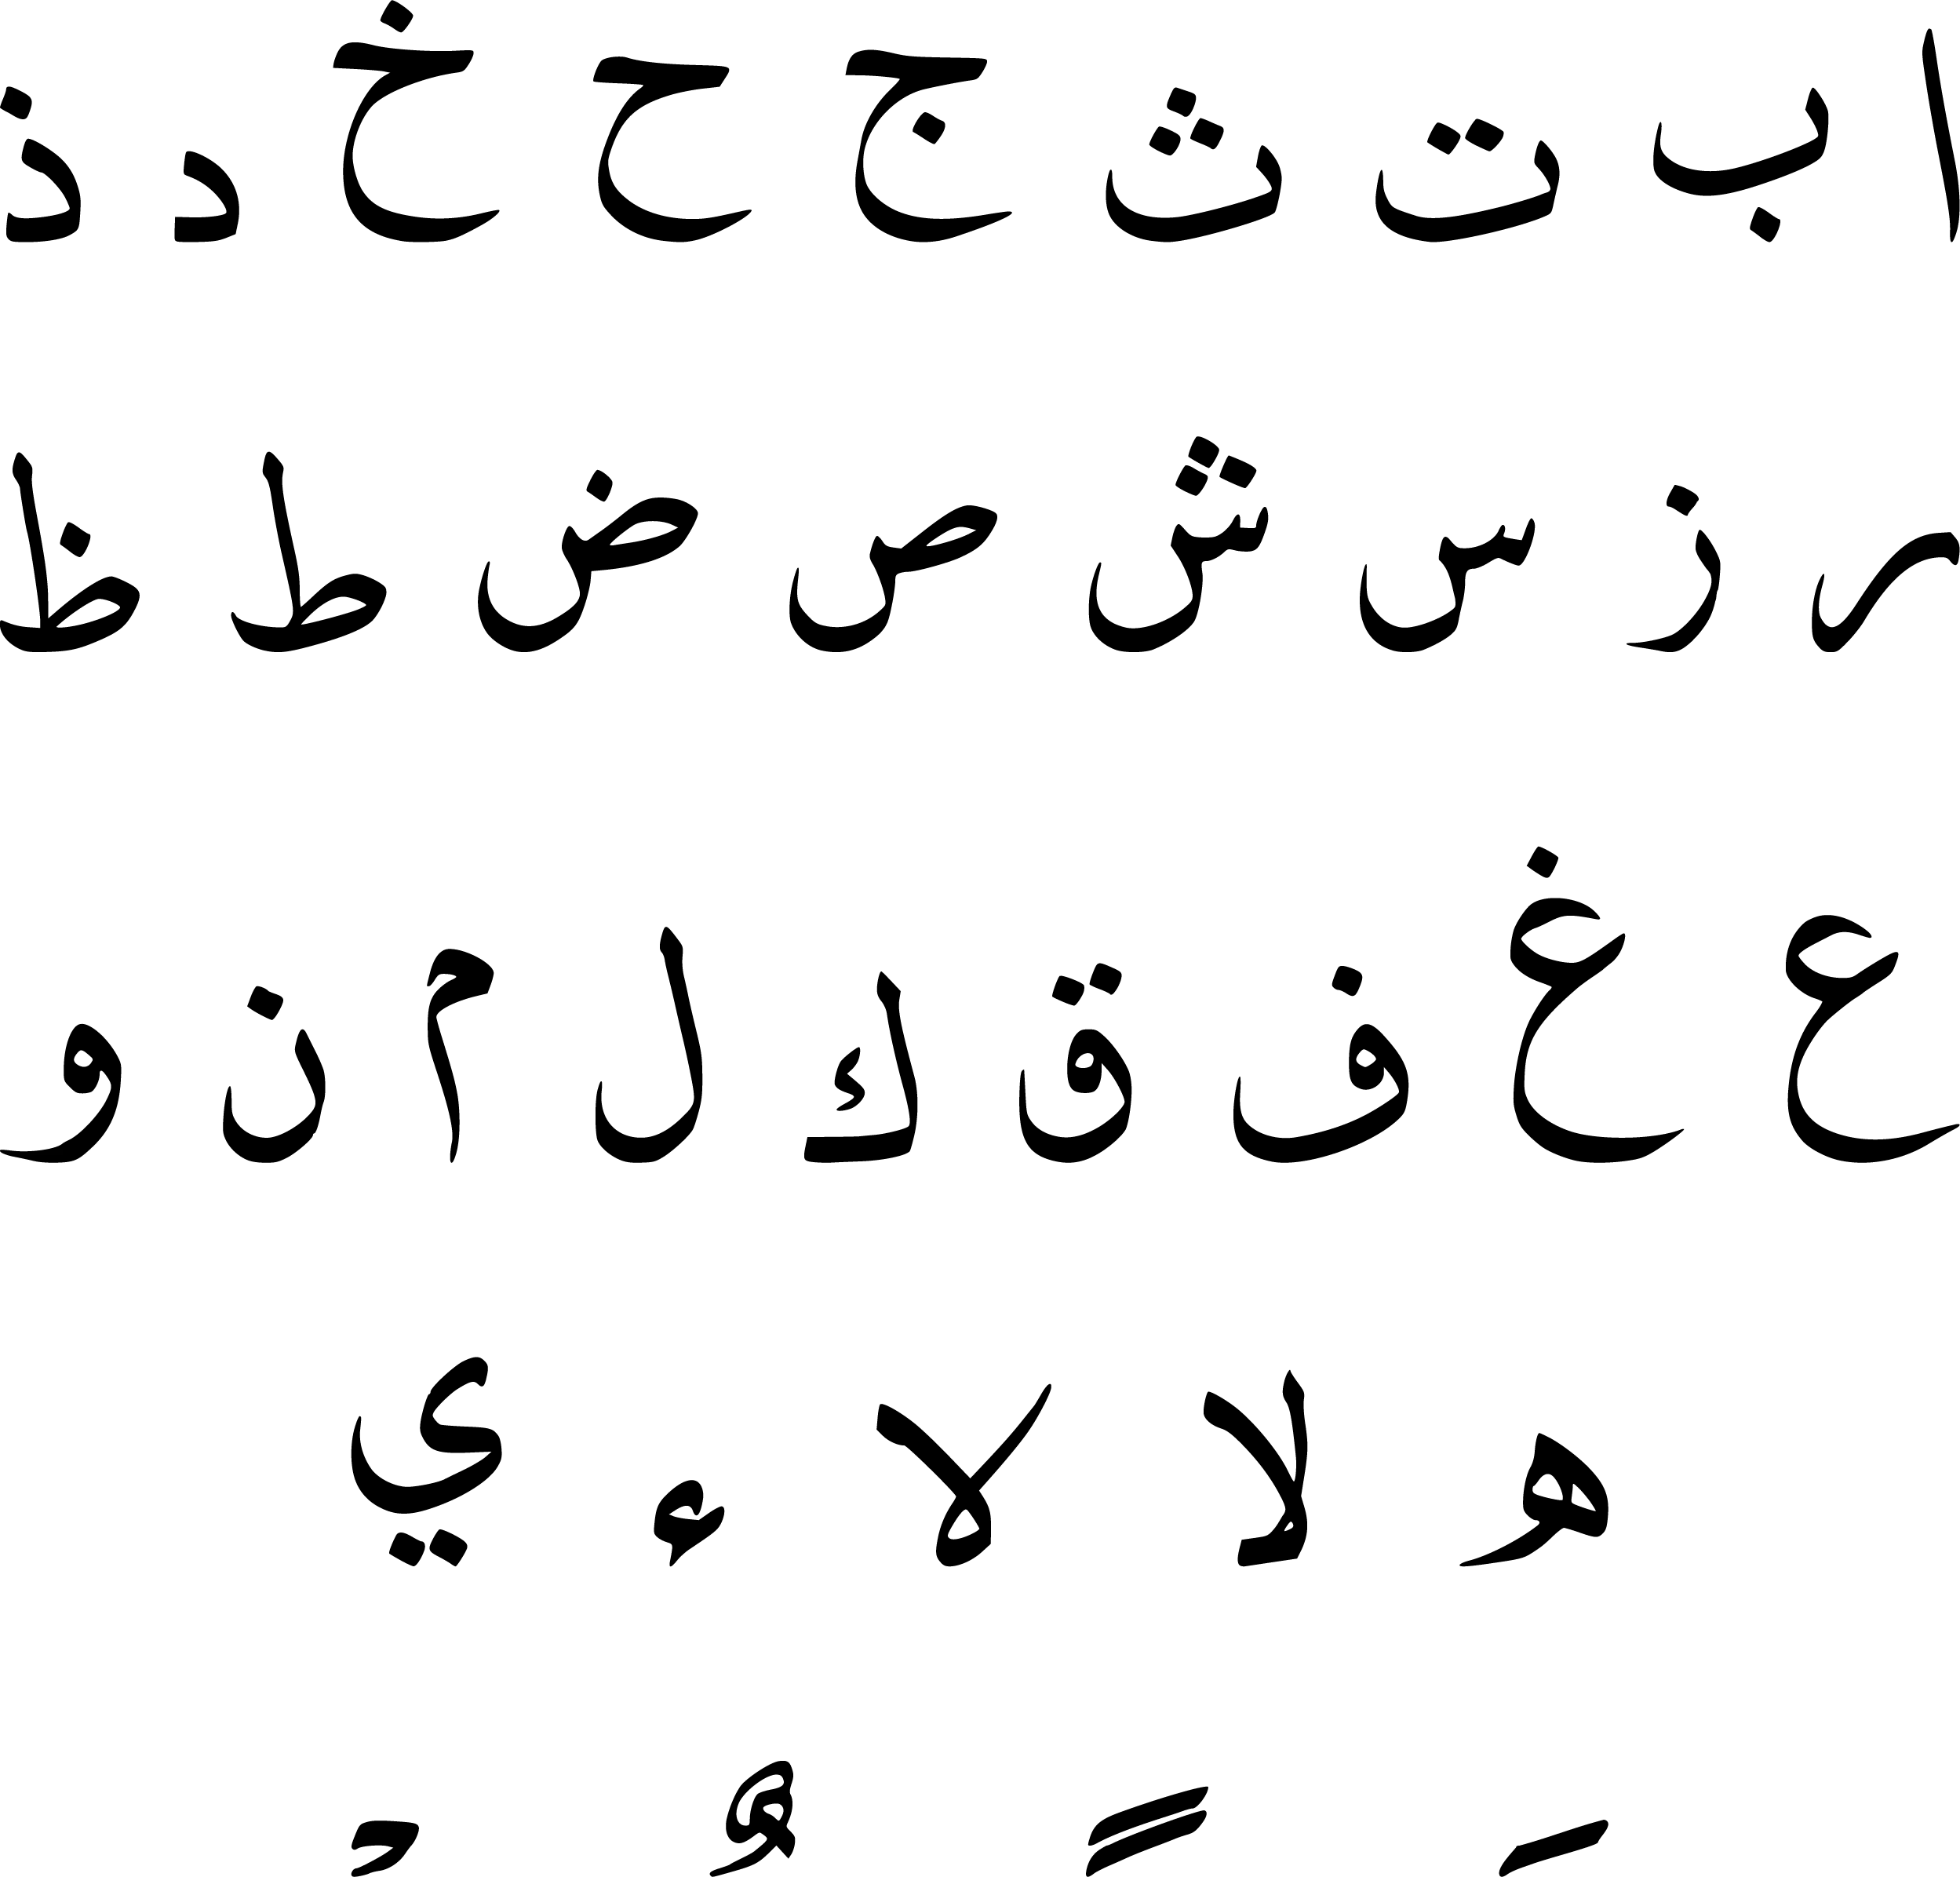 ا ب ت ث ج ح خ د ذ
ر ز س ش ص ض ط ظ
ع غ ف ق ك ل م ن و
ه لا لا ء ي